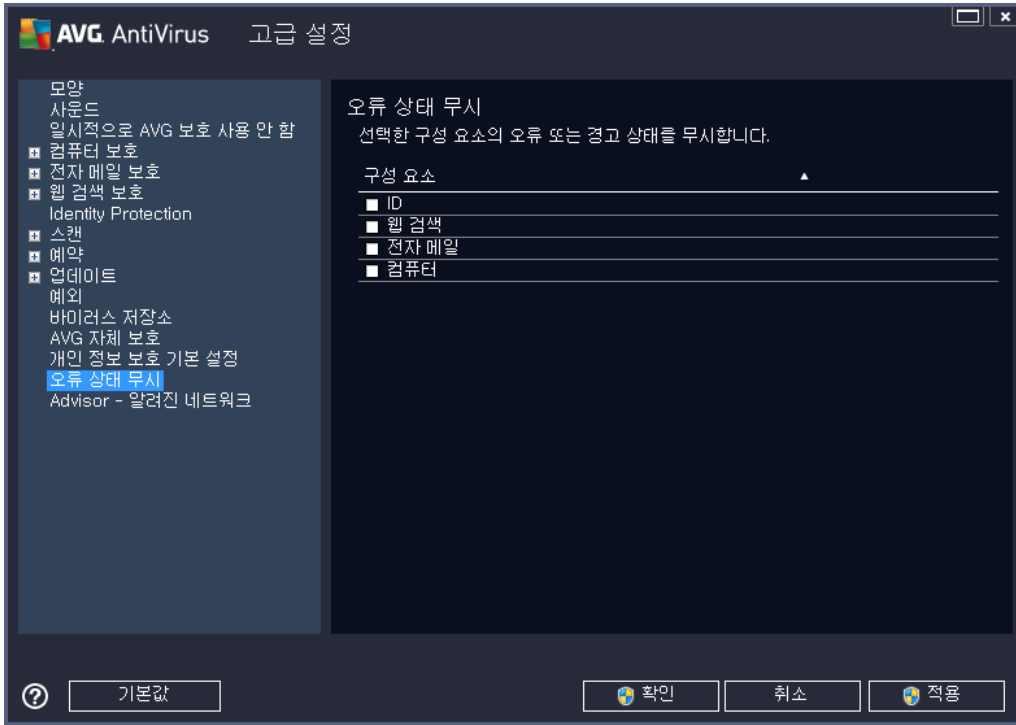 AVG. AntiVirus 고급 설정
모양
사운드
일시적으로 AVG 보호 사용 안 함
컴퓨터 보호
전자 메일 보호
웹 검색 보호
Identity Protection
스캔
예약
업데이트
예외
바이러스 저장소
AVG 자체 보호
개인 정보 보호 기본 설정
오류 상태 무시
Advisor - 알려진 네트워크
오류 상태 무시
선택한 구성 요소의 오류 또는 경고 상태를 무시합니다.
구성 요소
ID
웹 검색
전자 메일
컴퓨터
기본값
확인
취소
적용